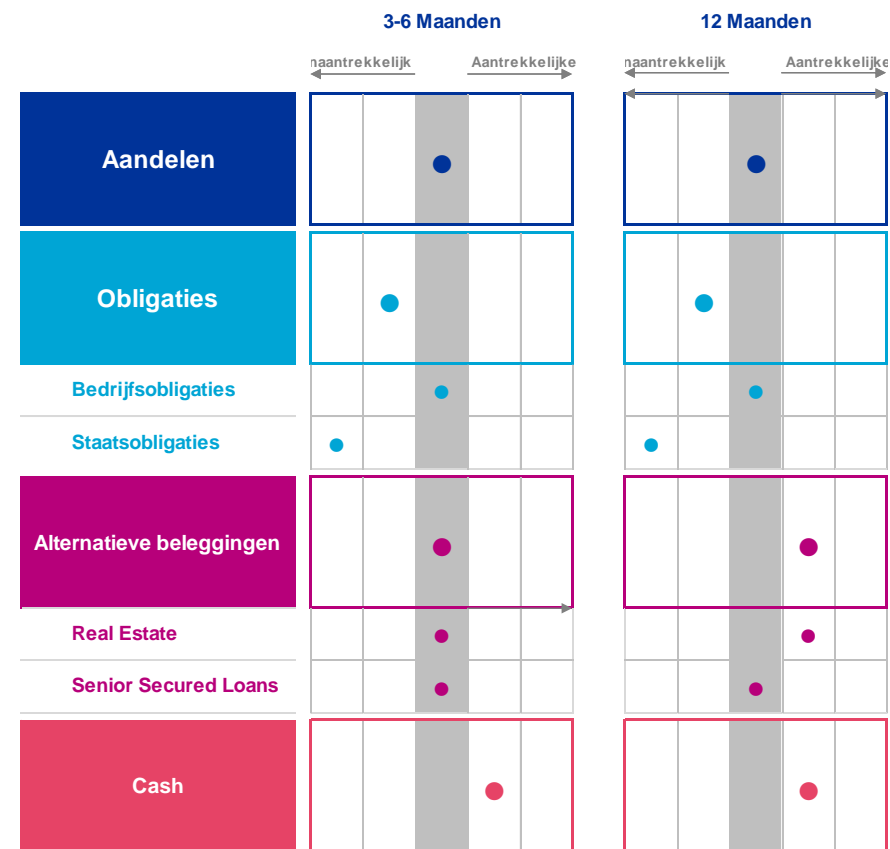 3-6 Maanden 12 Maanden
naantrekkelijk Aantrekkelijke naantrekkelijk Aantrekkelijke
Aandelen
Obligaties
Bedrijfsobligaties
Staatsobligaties
Alternatieve beleggingen
Real Estate
Senior Secured Loans
Cash